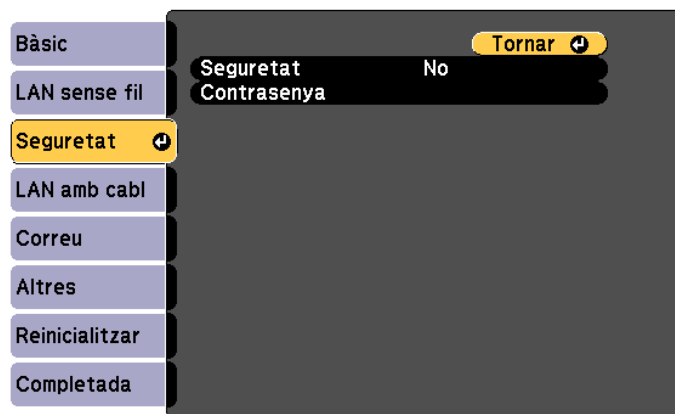 Bàsic
LAN sense fil
Seguretat
LAN amb cabl
Correu
Altres
Reinicialitzar
Completada
Tornar
Seguretat No
Contrasenya